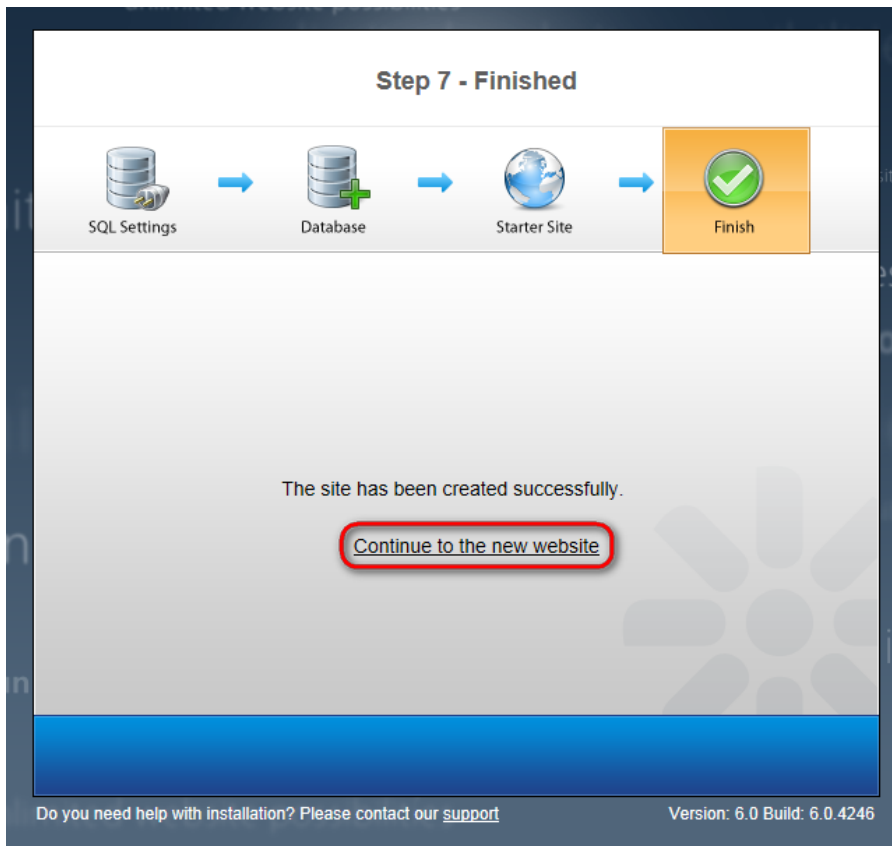 Step 7 - Finished
SQL Settings
Database
Starter Site
Finish
The site has been created successfully.
Continue to the new website
Do you need help with installation? Please contact our support
Version: 6.0 Build: 6.0.4246